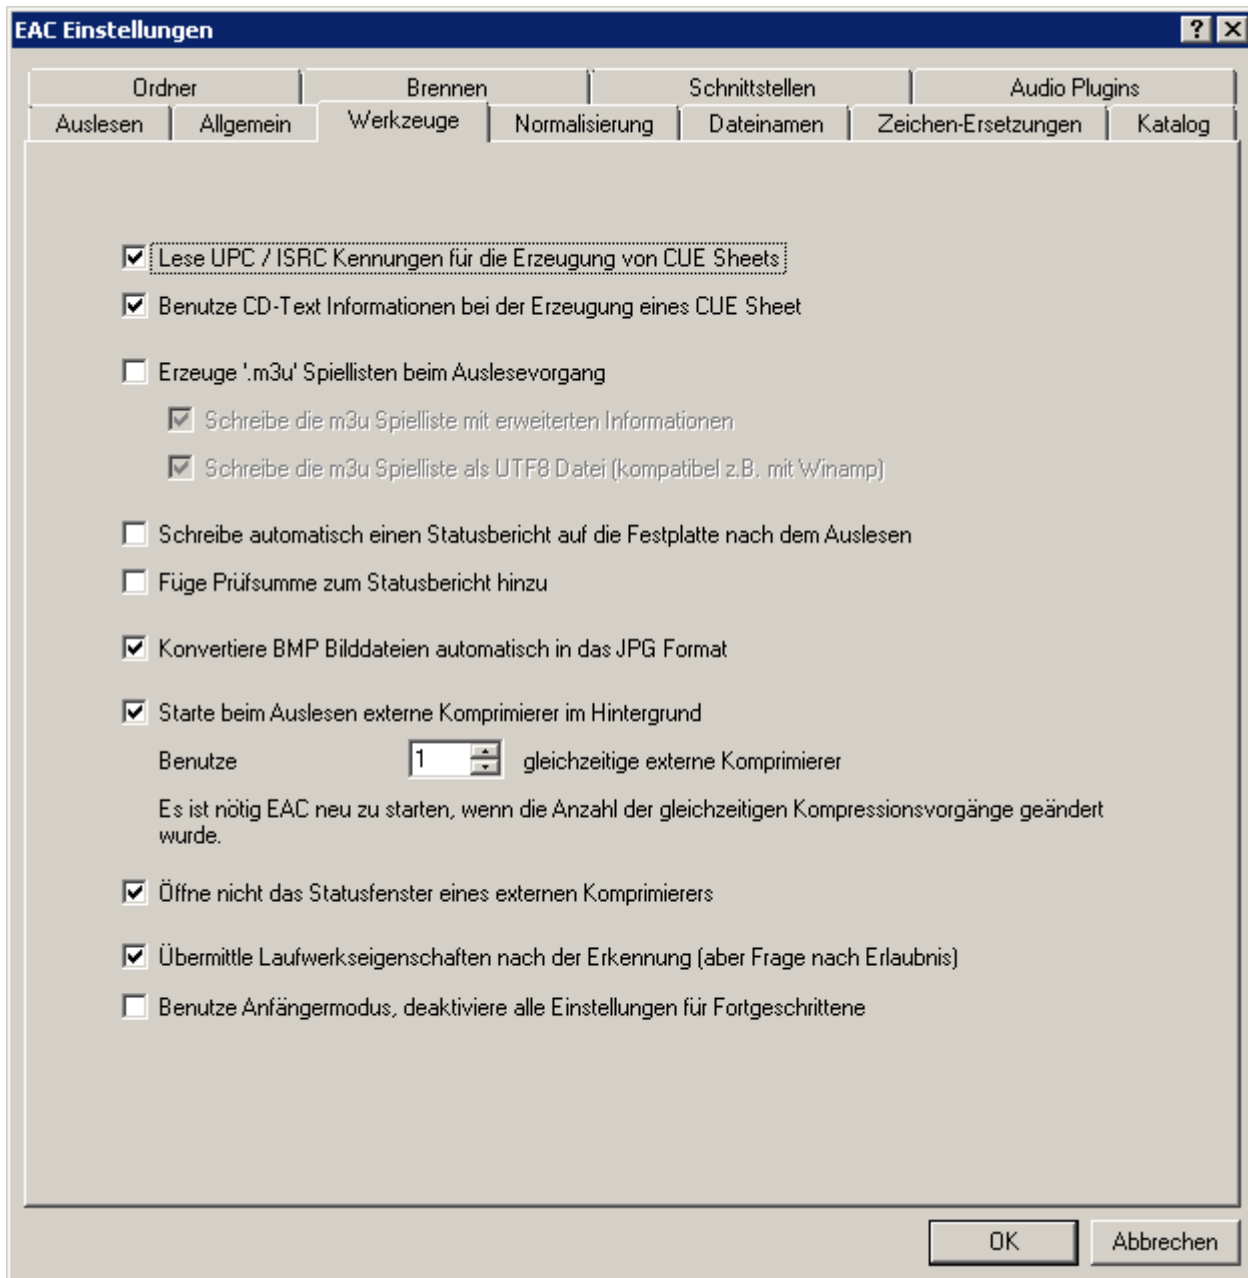 EAC Einstellungen
Ordner Brennen Schnittstellen Audio Plugins
Auslesen Allgemein Werkzeuge Normalisierung Dateinamen Zeichen-Ersetzungen Katalog
Lese UPC / ISRC Kennungen für die Erzeugung von CUE Sheets
Benutze CD-Text Informationen bei der Erzeugung eines CUE Sheet
Erzeuge '.m3u' Spiellisten beim Auslesevorgang
Schreibe die m3u Spielliste mit erweiterten Informationen
Schreibe die m3u Spielliste als UTF8 Datei (kompatibel z.B. mit Winamp)
Schreibe automatisch einen Statusbericht auf die Festplatte nach dem Auslesen
Füge Prüfsumme zum Statusbericht hinzu
Konvertiere BMP Bilddateien automatisch in das JPG Format
Starte beim Auslesen externe Komprimierer im Hintergrund
Benutze 1 gleichzeitige externe Komprimierer
Es ist nötig EAC neu zu starten, wenn die Anzahl der gleichzeitigen Kompressionsvorgänge geändert
wurde.
Öffne nicht das Statusfenster eines externen Komprimierers
Übermittle Laufwerkseigenschaften nach der Erkennung (aber Frage nach Erlaubnis)
Benutze Anfängermodus, deaktiviere alle Einstellungen für Fortgeschrittene
OK Abbrechen